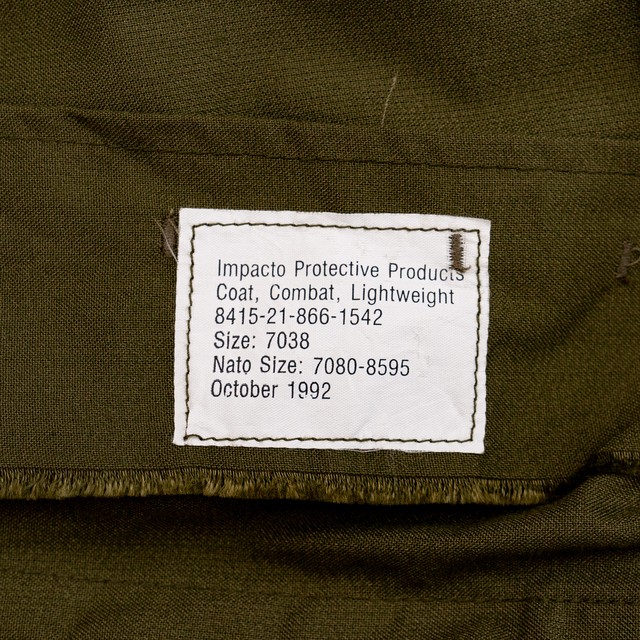 Impacto Protective Products
Coat, Combat, Lightweight
8415-21-866-1542
Size: 7038
Nato Size: 7080-8595
October 1992